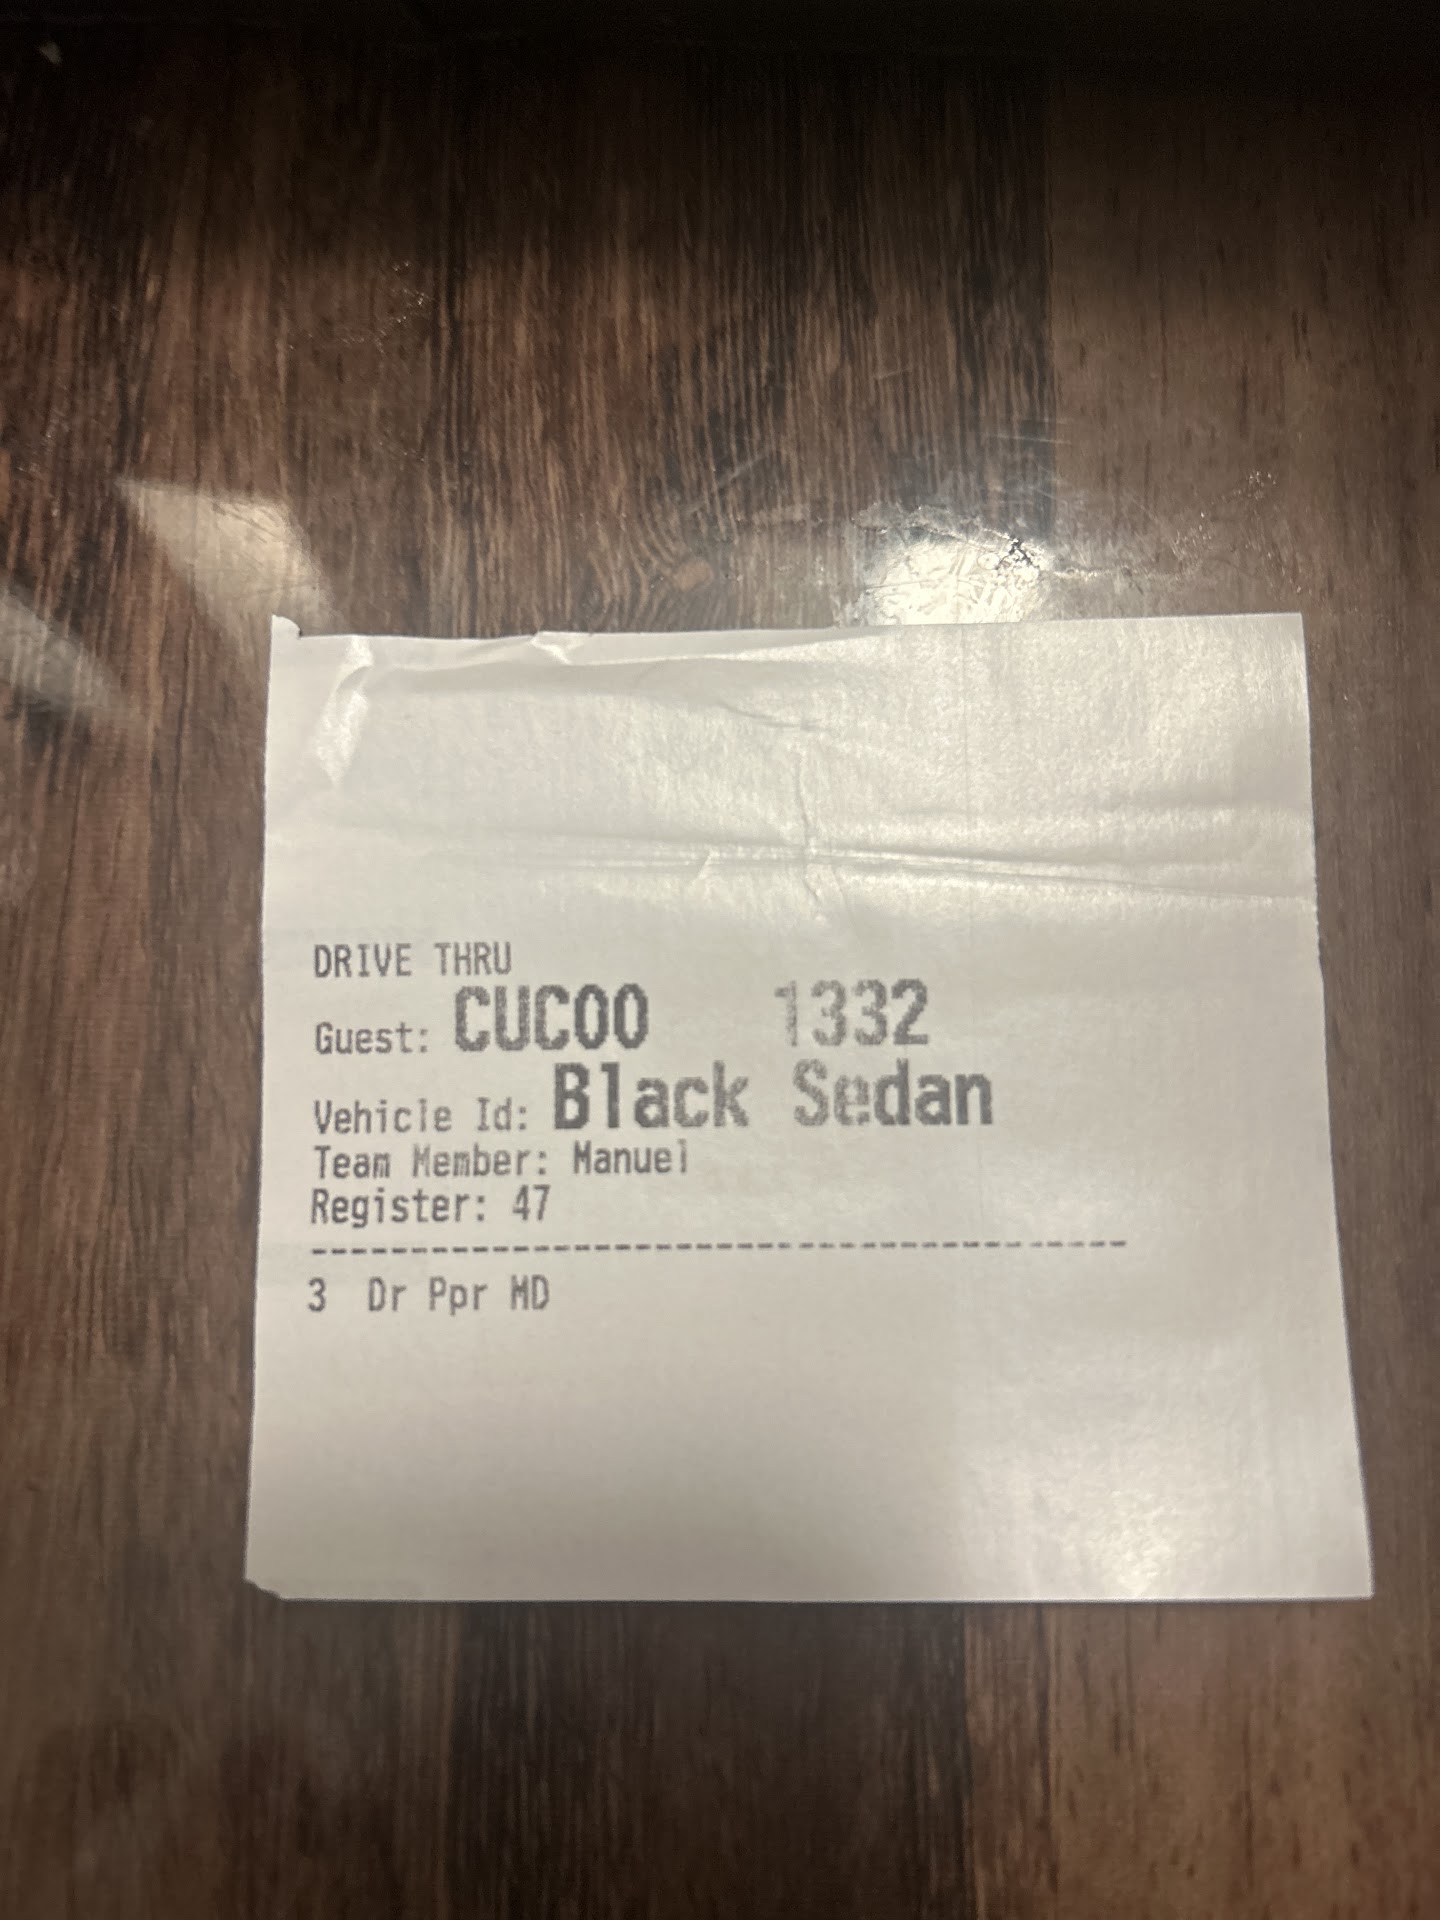 DRIVE THRU
Guest: CUCOO 1332
Vehicle Id: Black Sedan
Team Member: Manuel
Register: 47
--------------------------------
3 Dr Ppr MD